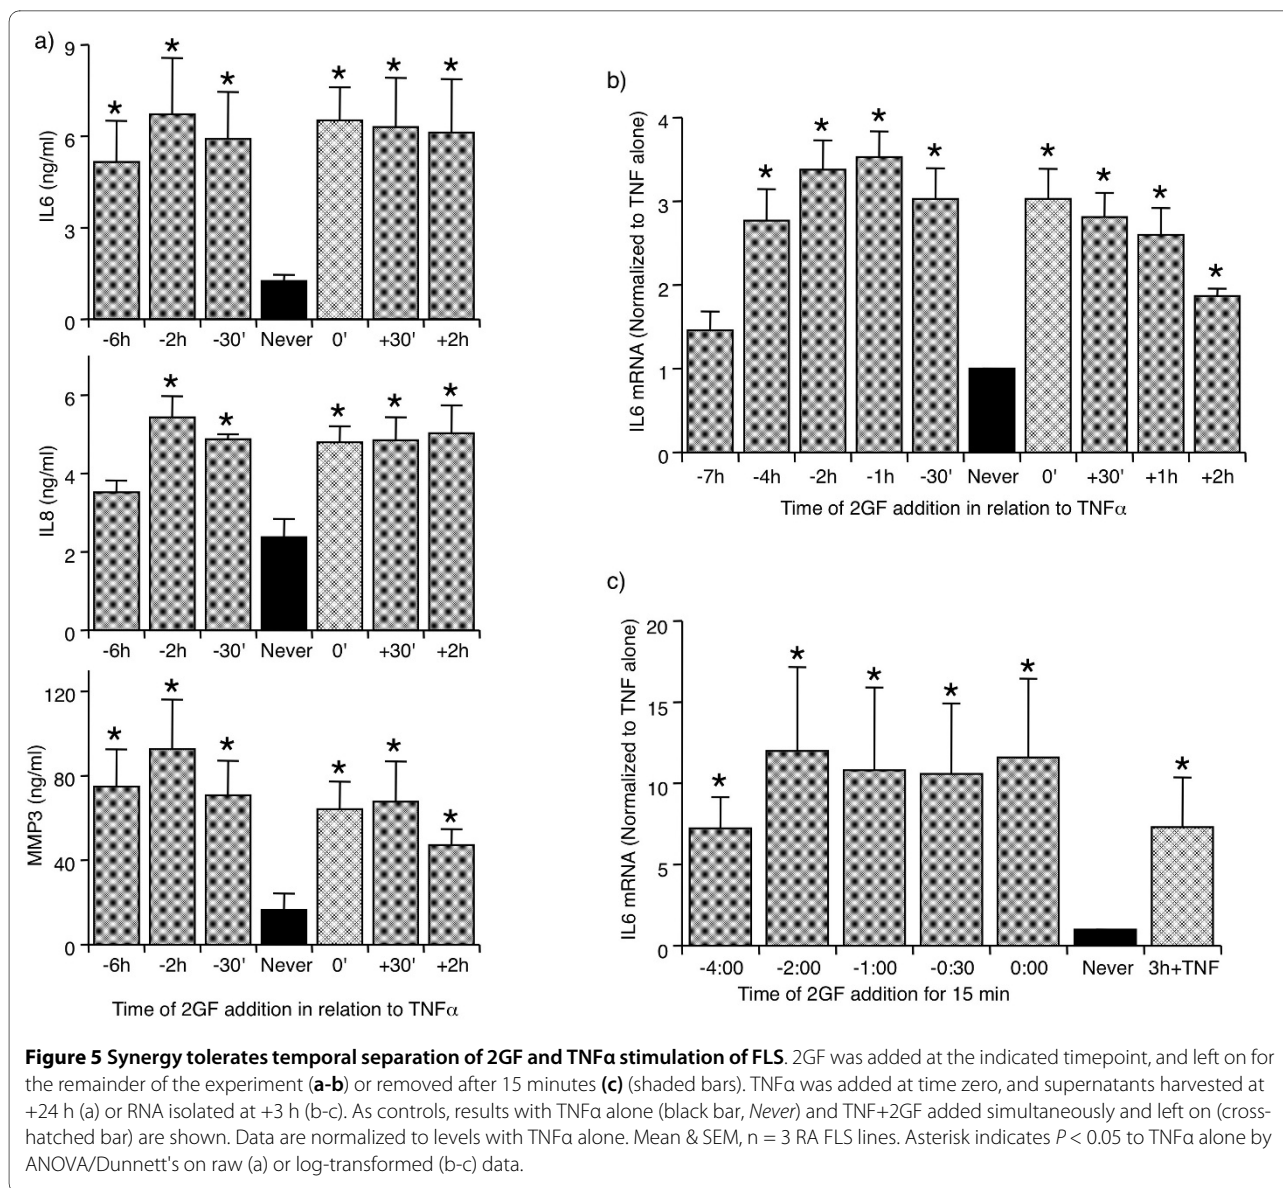 a)
9
6
3
0
IL6 (ng/ml)
* * * * * *
-6h -2h -30' Never 0' +30' +2h
6
4
2
0
IL8 (ng/ml)
* * * * *
-6h -2h -30' Never 0' +30' +2h
120
80
40
0
MMP3 (ng/ml)
* * * * * *
-6h -2h -30' Never 0' +30' +2h
Time of 2GF addition in relation to TNFα
b)
4
3
2
1
0
IL6 mRNA (Normalized to TNF alone)
* * * * * * * *
-7h -4h -2h -1h -30' Never 0' +30' +1h +2h
Time of 2GF addition in relation to TNFα
c)
20
15
10
5
0
IL6 mRNA (Normalized to TNF alone)
* * * * * *
-4:00 -2:00 -1:00 -0:30 0:00 Never 3h+TNF
Time of 2GF addition for 15 min
Figure 5 Synergy tolerates temporal separation of 2GF and TNFα stimulation of FLS. 2GF was added at the indicated timepoint, and left on for
the remainder of the experiment (a-b) or removed after 15 minutes (c) (shaded bars). TNFα was added at time zero, and supernatants harvested at
+24 h (a) or RNA isolated at +3 h (b-c). As controls, results with TNFα alone (black bar, Never) and TNF+2GF added simultaneously and left on (cross-
hatched bar) are shown. Data are normalized to levels with TNFα alone. Mean & SEM, n = 3 RA FLS lines. Asterisk indicates P < 0.05 to TNFα alone by
ANOVA/Dunnett's on raw (a) or log-transformed (b-c) data.